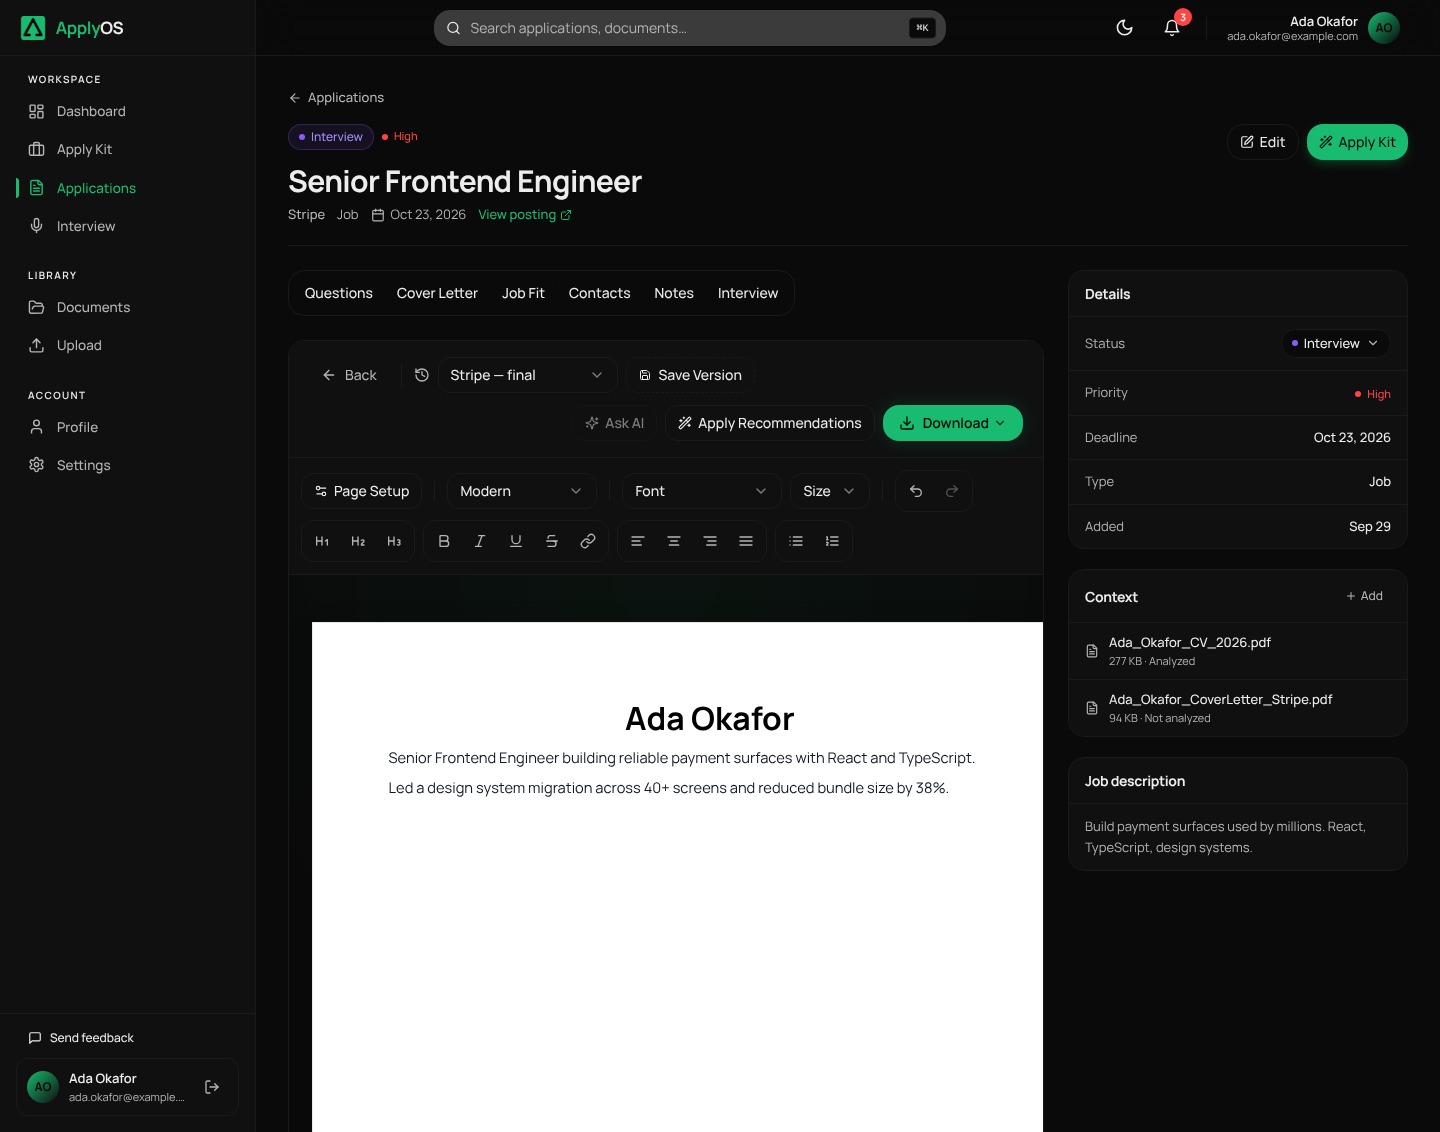 ApplyOS
Search applications, documents...
⌘K
3
Ada Okafor
ada.okafor@example.com
AO
WORKSPACE
Dashboard
Apply Kit
Applications
Interview
LIBRARY
Documents
Upload
ACCOUNT
Profile
Settings
Send feedback
AO
Ada Okafor
ada.okafor@example....
Applications
Interview
High
Edit
Apply Kit
Senior Frontend Engineer
Stripe Job Oct 23, 2026 View posting
Questions Cover Letter Job Fit Contacts Notes Interview
Back
Stripe — final
Save Version
Ask AI
Apply Recommendations
Download
Page Setup
Modern
Font
Size
H1 H2 H3 B I U S
Ada Okafor
Senior Frontend Engineer building reliable payment surfaces with React and TypeScript.
Led a design system migration across 40+ screens and reduced bundle size by 38%.
Details
Status Interview
Priority High
Deadline Oct 23, 2026
Type Job
Added Sep 29
Context
+ Add
Ada_Okafor_CV_2026.pdf
277 KB · Analyzed
Ada_Okafor_CoverLetter_Stripe.pdf
94 KB · Not analyzed
Job description
Build payment surfaces used by millions. React,
TypeScript, design systems.